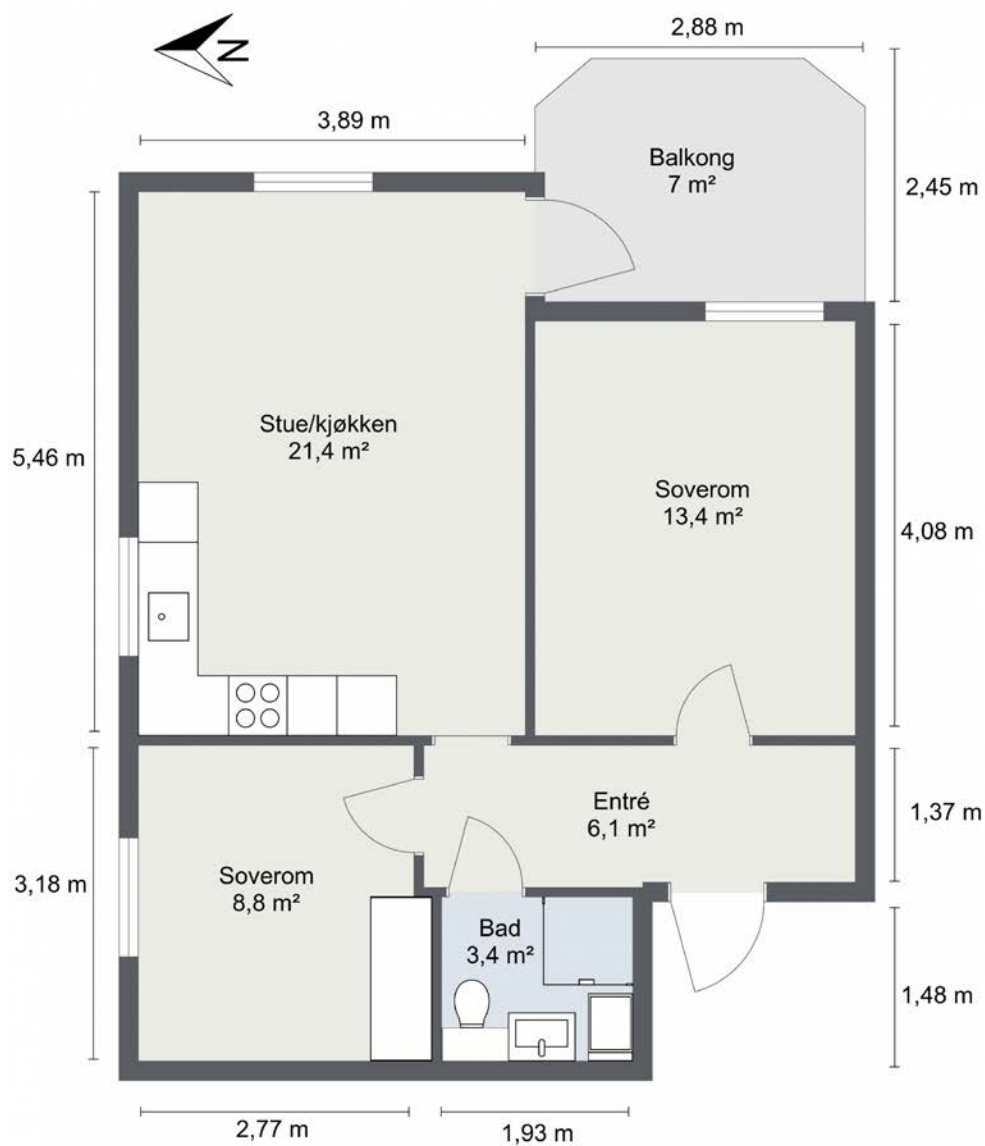 N
2,88 m
3,89 m
Balkong
7 m²
2,45 m
Stue/kjøkken
21,4 m²
5,46 m
Soverom
13,4 m²
4,08 m
Entré
6,1 m²
1,37 m
Soverom
8,8 m²
3,18 m
Bad
3,4 m²
1,48 m
2,77 m
1,93 m